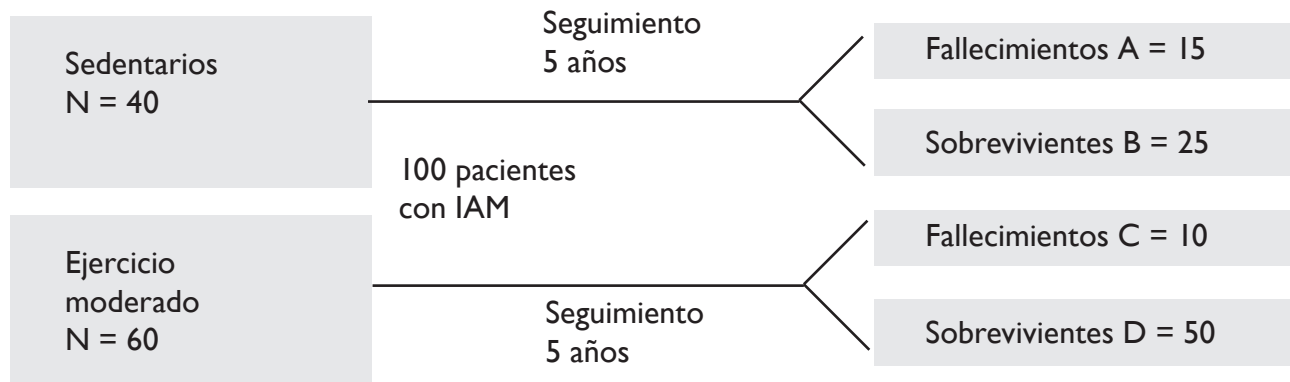 Sedentarios
N = 40
Seguimiento
5 años
Fallecimientos A = 15
Sobrevivientes B = 25
100 pacientes
con IAM
Ejercicio
moderado
N = 60
Seguimiento
5 años
Fallecimientos C = 10
Sobrevivientes D = 50